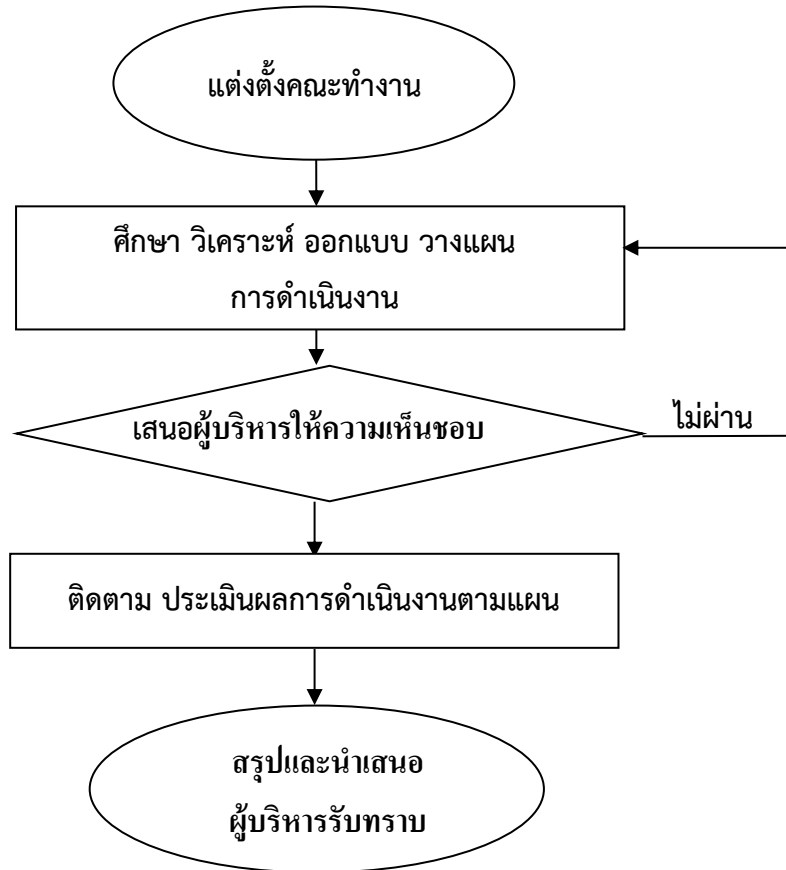 แต่งตั้งคณะทำงาน
ศึกษา วิเคราะห์ ออกแบบ วางแผน
การดำเนินงาน
เสนอผู้บริหารให้ความเห็นชอบ
ไม่ผ่าน
ติดตาม ประเมินผลการดำเนินงานตามแผน
สรุปและนำเสนอ
ผู้บริหารรับทราบ